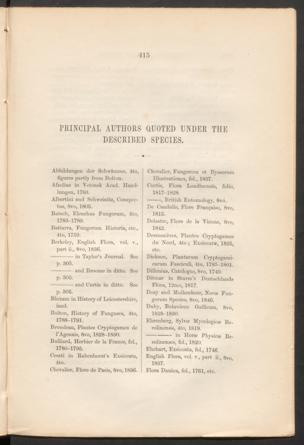 415
PRINCIPAL AUTHORS QUOTED UNDER THE
DESCRIBED SPECIES.
Abbildungen der Schwämme, 4to,
figures partly from Bolton.
Afzelius in Vetensk Acad. Hand-
lungen, 1783.
Albertini and Schweinitz, Conspec-
tus, 8vo, 1805.
Batsch, Elenchus Fungorum, 4to,
1783-1789.
Battarra, Fungorum Historia, etc.,
4to, 1759.
Berkeley, English Flora, vol. v.,
part ii., 8vo, 1836.
—— in Taylor's Journal. See
p. 305.
—— and Broome in ditto. See
p. 305.
—— and Curtis in ditto. See
p. 305.
Bloxam in History of Leicestershire,
ined.
Bolton, History of Funguses, 4to,
1788-1791.
Brondeau, Plantes Cryptogames de
l'Agenais, 8vo, 1828-1830.
Bulliard, Herbier de la France, fol.,
1780-1795.
Cesati in Rabenhorst's Exsiccata,
4to.
Chevalier, Flore de Paris, 8vo, 1836.
Chevalier, Fungorum et Byssorum
Illustrationes, fol., 1837.
Curtis, Flora Londinensis, folio,
1817-1828.
——, British Entomology, 8vo.
De Candolle, Flore Française, 8vo,
1815.
Delastre, Flore de la Vienne, 8vo,
1842.
Desmazières, Plantes Cryptogames
du Nord, 4to.; Exsiccatæ, 1825,
etc.
Dickson, Plantarum Cryptogami-
carum Fasciculi, 4to, 1785-1801.
Dillenius, Catalogus, 8vo, 1719.
Ditmar in Sturm's Deutschlands
Flora, 12mo, 1817.
Dozy and Molkenboer, Novæ Fun-
gorum Species, 8vo, 1846.
Duby, Botanicon Gallicum, 8vo,
1828-1830.
Ehrenberg, Sylvæ Mycologicæ Be-
rolinensis, 4to, 1818.
—— in Horæ Physicæ Be-
rolinenses, fol., 1820.
Ehrhart, Exsiccata, fol., 1746.
English Flora, vol. v., part ii., 8vo,
1837.
Flora Danica, fol., 1761, etc.